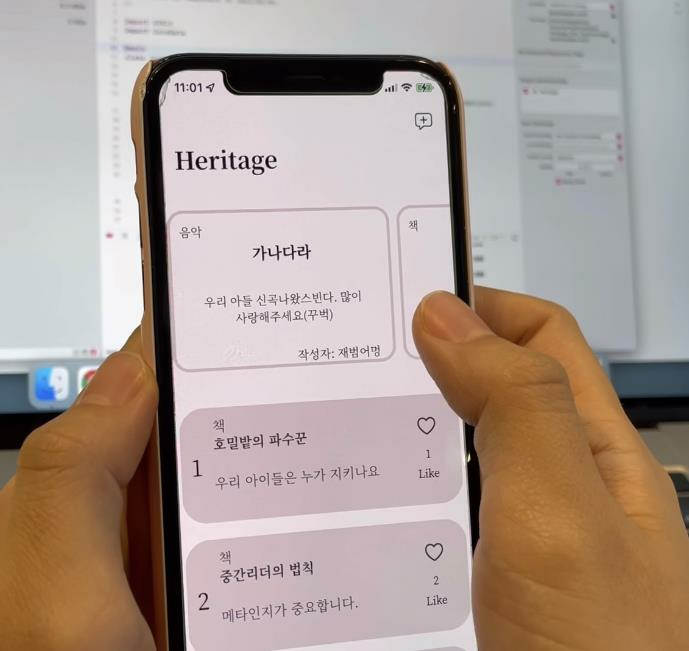 11:01
Heritage
음악
가나다라
우리 아들 신곡나왔스빈다. 많이
사랑해주세요(꾸벅)
작성자: 재범어멍
책
책
호밀밭의 파수꾼
1
우리 아이들은 누가 지키나요
1
Like
책
중간리더의 법칙
2
메타인지가 중요합니다.
2
Like